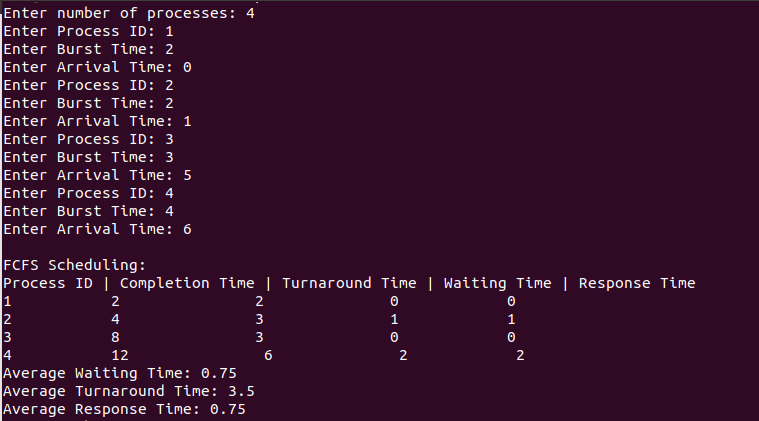 Enter number of processes: 4
Enter Process ID: 1
Enter Burst Time: 2
Enter Arrival Time: 0
Enter Process ID: 2
Enter Burst Time: 2
Enter Arrival Time: 1
Enter Process ID: 3
Enter Burst Time: 3
Enter Arrival Time: 5
Enter Process ID: 4
Enter Burst Time: 4
Enter Arrival Time: 6
FCFS Scheduling:
Process ID | Completion Time | Turnaround Time | Waiting Time | Response Time
1 2 2 0 0
2 4 3 1 1
3 8 3 0 0
4 12 6 2 2
Average Waiting Time: 0.75
Average Turnaround Time: 3.5
Average Response Time: 0.75